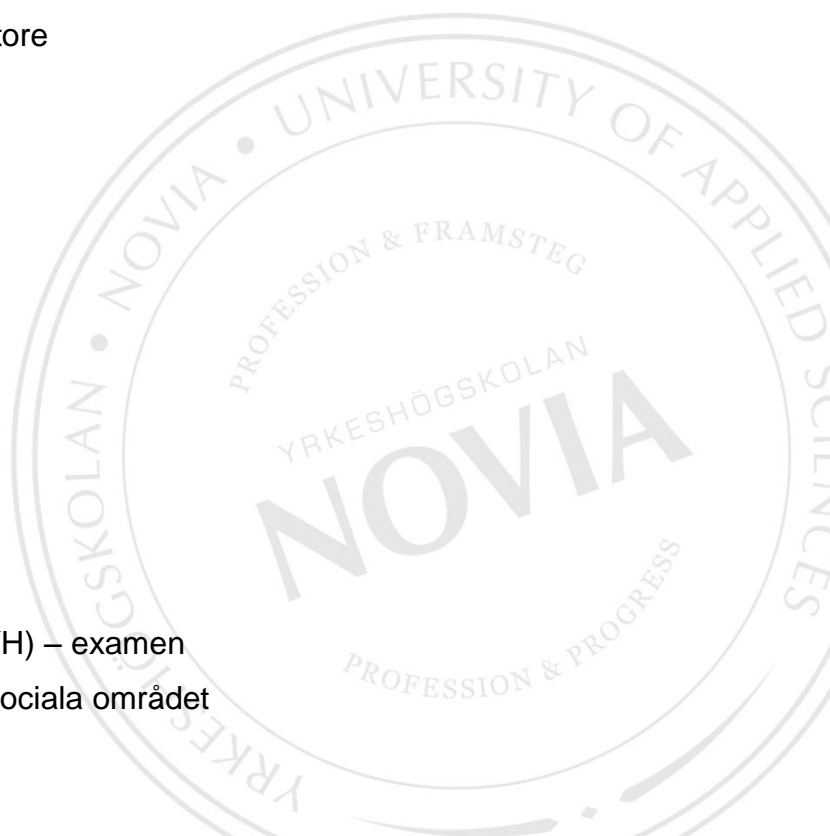 tore
YRKESHÖGSKOLAN • NOVIA • UNIVERSITY OF APPLIED SCIENCES
PROFESSION & FRAMSTEG
YRKESHÖGSKOLAN
NOVIA
PROFESSION & PROGRESS
H) – examen
ociala området